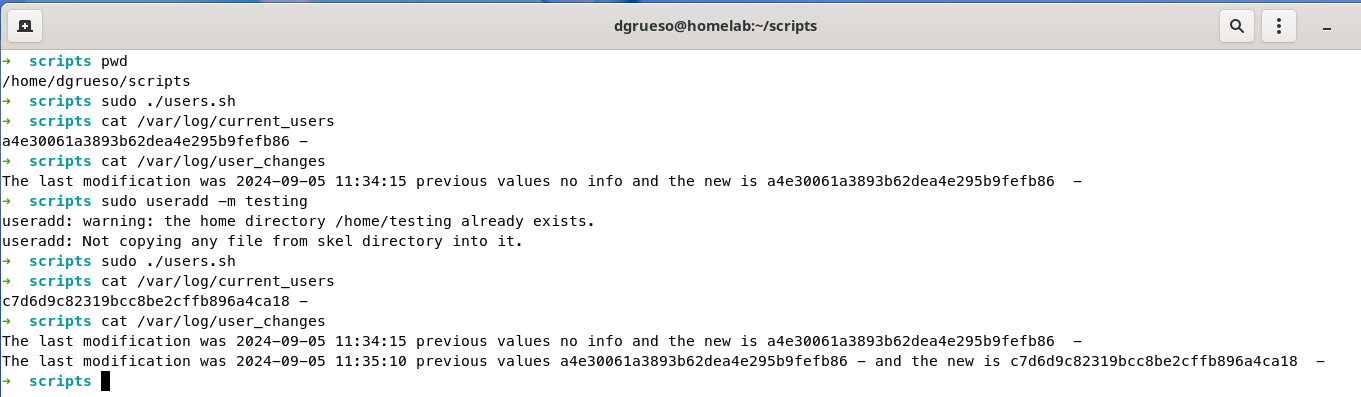 dgrueso@homelab:~/scripts
→ scripts pwd
/home/dgrueso/scripts
→ scripts sudo ./users.sh
→ scripts cat /var/log/current_users
a4e30061a3893b62dea4e295b9fefb86 -
→ scripts cat /var/log/user_changes
The last modification was 2024-09-05 11:34:15 previous values no info and the new is a4e30061a3893b62dea4e295b9fefb86  -
→ scripts sudo useradd -m testing
useradd: warning: the home directory /home/testing already exists.
useradd: Not copying any file from skel directory into it.
→ scripts sudo ./users.sh
→ scripts cat /var/log/current_users
c7d6d9c82319bcc8be2cffb896a4ca18 -
→ scripts cat /var/log/user_changes
The last modification was 2024-09-05 11:34:15 previous values no info and the new is a4e30061a3893b62dea4e295b9fefb86  -
The last modification was 2024-09-05 11:35:10 previous values a4e30061a3893b62dea4e295b9fefb86 - and the new is c7d6d9c82319bcc8be2cffb896a4ca18  -
→ scripts